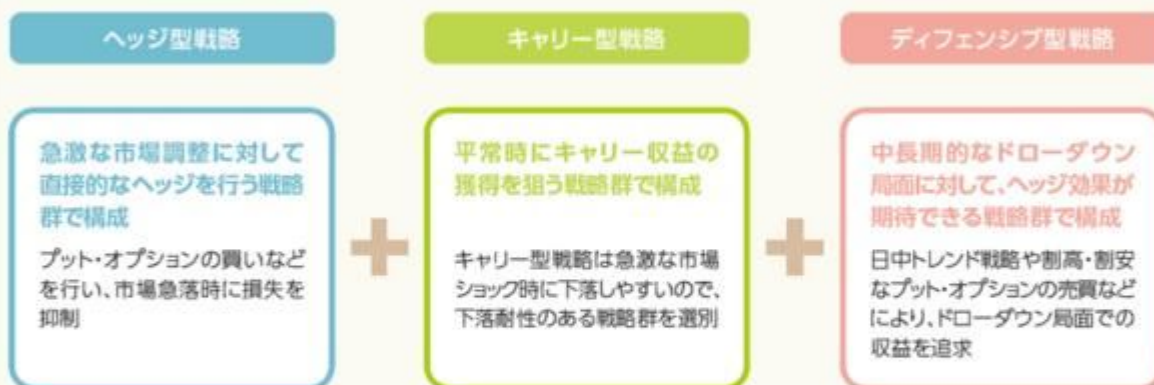 ヘッジ型戦略
キャリー型戦略
ディフェンシブ型戦略
急激な市場調整に対して
直接的なヘッジを行う戦略
群で構成
プット・オプションの買いなど
を行い、市場急落時に損失を
抑制
平常時にキャリー収益の
獲得を狙う戦略群で構成
キャリー型戦略は急激な市場
ショック時に下落しやすいので、
下落耐性のある戦略群を選別
中長期的なドローダウン
局面に対して、ヘッジ効果が
期待できる戦略群で構成
日中トレンド戦略や割高・割安
なプット・オプションの売買など
により、ドローダウン局面での
収益を追求